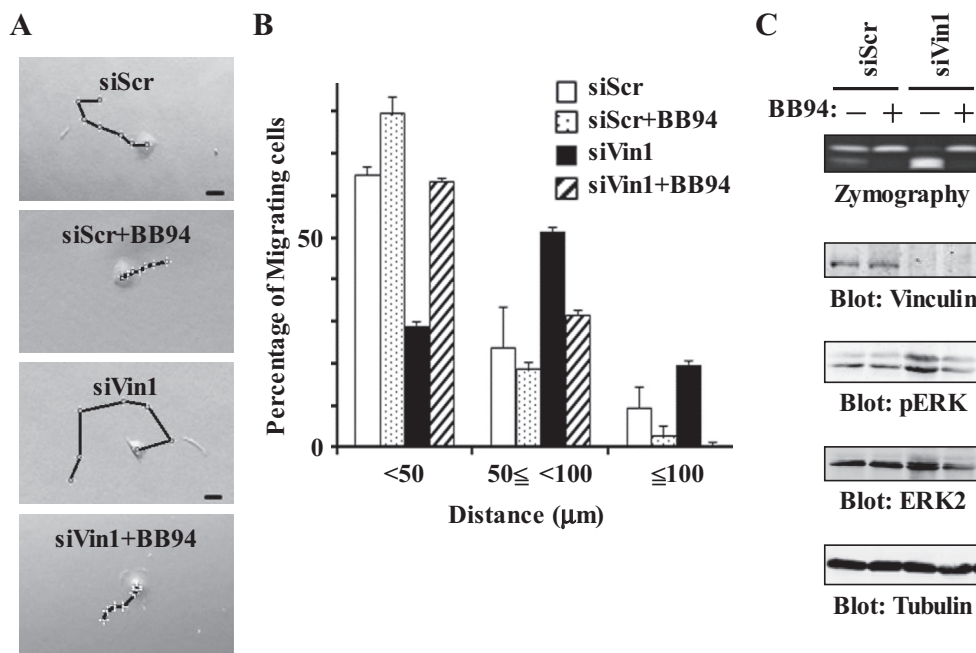 A
siScr
siScr+BB94
siVin1
siVin1+BB94
B
Percentage of Migrating cells
50
0
siScr
siScr+BB94
siVin1
siVin1+BB94
<50
50≦ <100
≦100
Distance (μm)
C
siScr
siVin1
BB94: − + − +
Zymography
Blot: Vinculin
Blot: pERK
Blot: ERK2
Blot: Tubulin